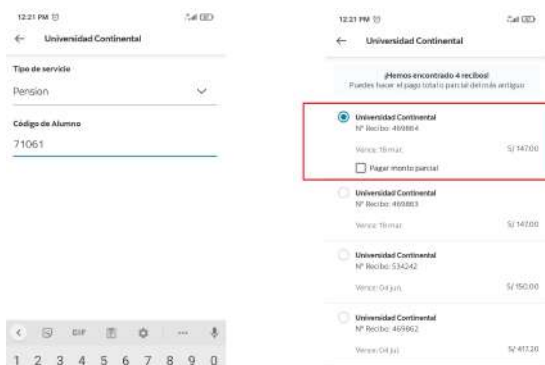 12:21 PM
Universidad Continental
Tipo de servicio
Pension
Código de Alumno
71061
GIF
1 2 3 4 5 6 7 8 9 0
12:21 PM
Universidad Continental
¡Hemos encontrado 4 recibos!
Puedes hacer el pago total o parcial del más antiguo
Universidad Continental
N° Recibo: 469864
Vence: 18 mar. S/ 147.00
Pagar monto parcial
Universidad Continental
N° Recibo: 469863
Vence: 18 mar. S/ 147.00
Universidad Continental
N° Recibo: 534242
Vence: 04 jun. S/ 150.00
Universidad Continental
N° Recibo: 469862
Vence: 04 jul. S/ 417.20